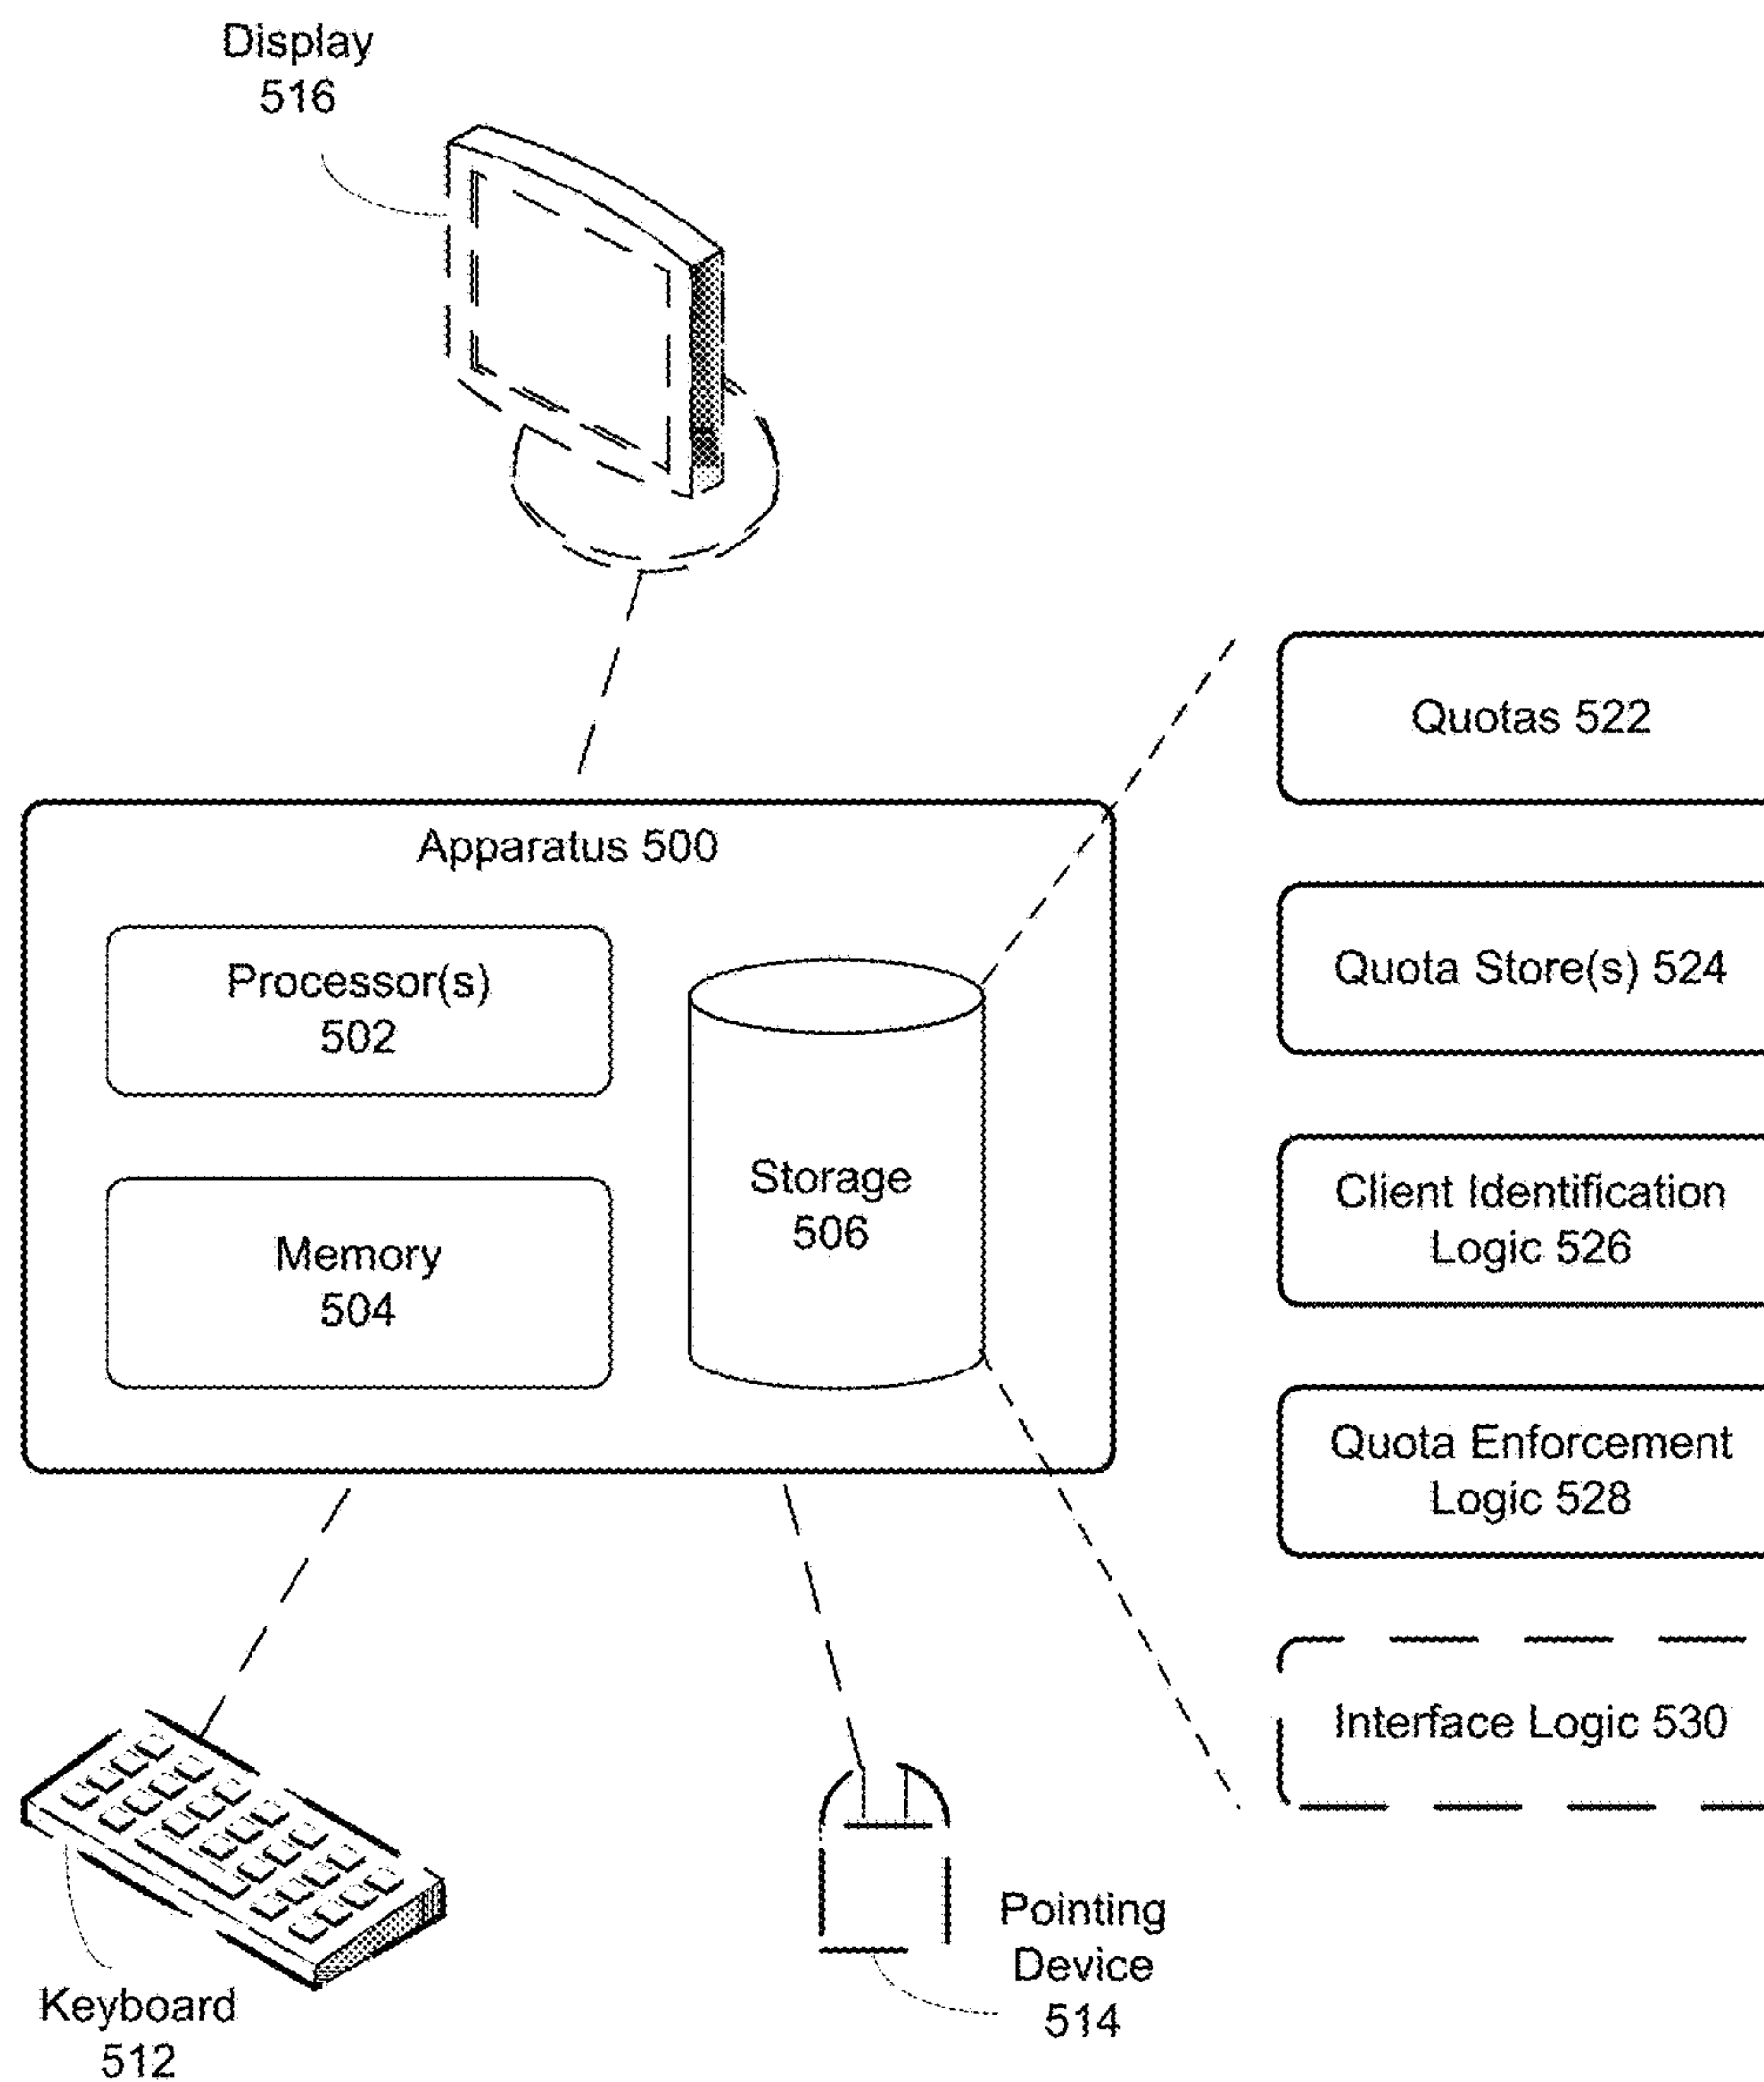 Display
516
Quotas 522
Apparatus 500
Processor(s)
502
Quota Store(s) 524
Storage
506
Memory
504
Client Identification
Logic 526
Quota Enforcement
Logic 528
Interface Logic 530
Keyboard
512
Pointing
Device
514